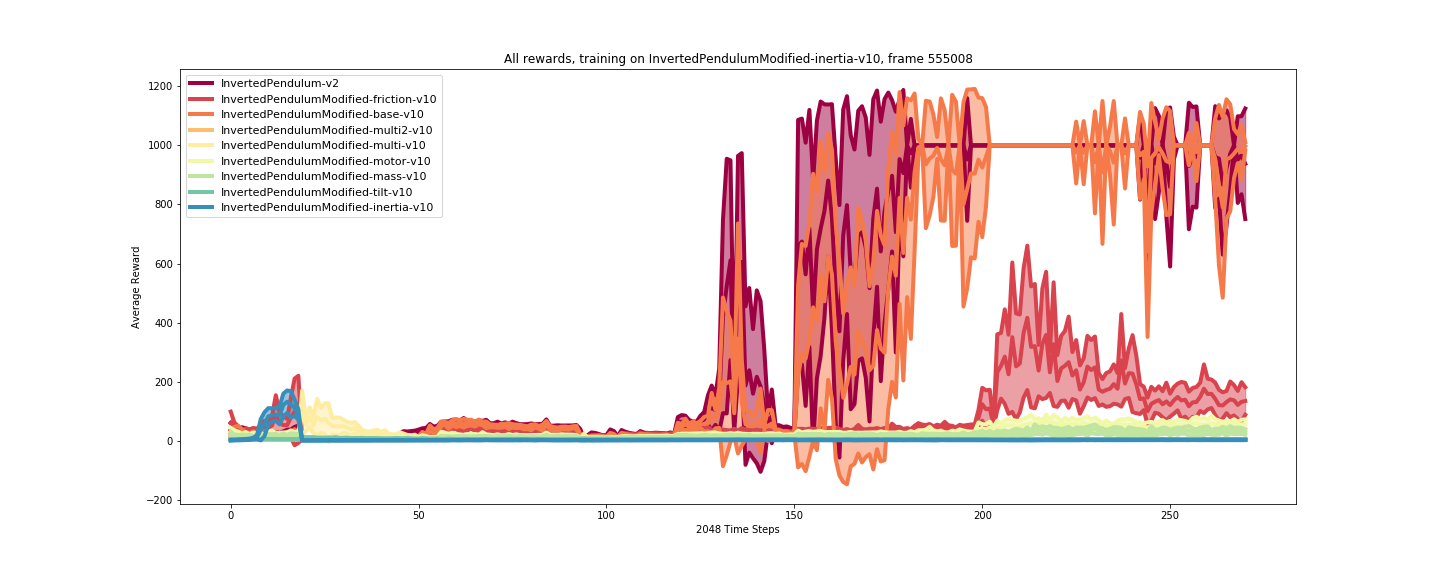 All rewards, training on InvertedPendulumModified-inertia-v10, frame 555008
InvertedPendulum-v2
InvertedPendulumModified-friction-v10
InvertedPendulumModified-base-v10
InvertedPendulumModified-multi2-v10
InvertedPendulumModified-multi-v10
InvertedPendulumModified-motor-v10
InvertedPendulumModified-mass-v10
InvertedPendulumModified-tilt-v10
InvertedPendulumModified-inertia-v10
Average Reward
1200
1000
800
600
400
200
0
−200
0 50 100 150 200 250
2048 Time Steps